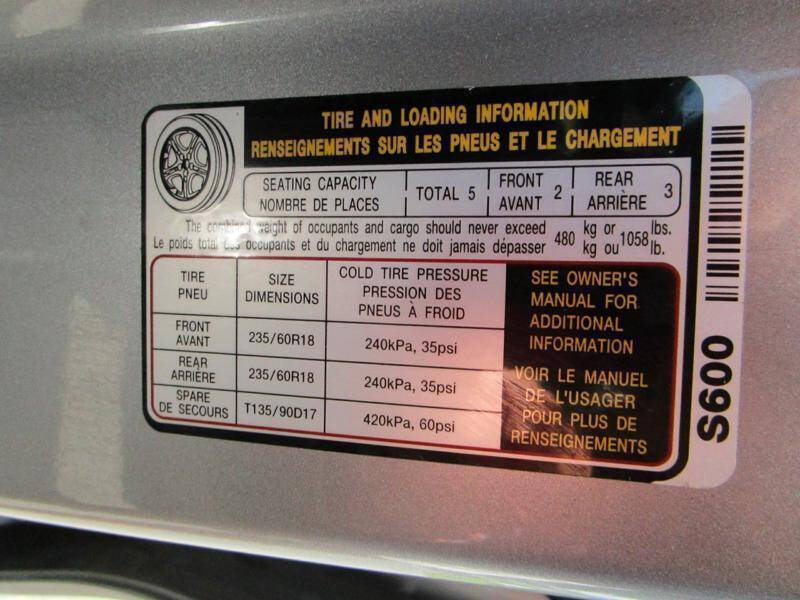 TIRE AND LOADING INFORMATION
RENSEIGNEMENTS SUR LES PNEUS ET LE CHARGEMENT
SEATING CAPACITY
NOMBRE DE PLACES
TOTAL 5
FRONT
AVANT 2
REAR
ARRIÈRE 3
The combined weight of occupants and cargo should never exceed 480 kg or 1058 lbs.
Le poids total des occupants et du chargement ne doit jamais dépasser 480 kg ou 1058 lb.
TIRE
PNEU
SIZE
DIMENSIONS
COLD TIRE PRESSURE
PRESSION DES
PNEUS À FROID
FRONT
AVANT
235/60R18
240kPa, 35psi
REAR
ARRIÈRE
235/60R18
240kPa, 35psi
SPARE
DE SECOURS
T135/90D17
420kPa, 60psi
SEE OWNER'S
MANUAL FOR
ADDITIONAL
INFORMATION
VOIR LE MANUEL
DE L'USAGER
POUR PLUS DE
RENSEIGNEMENTS
S600